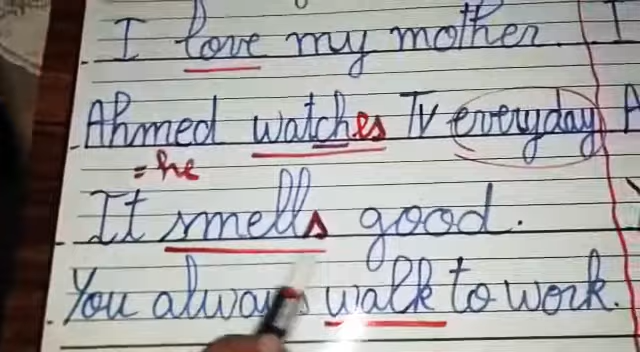 I love my mother.
Ahmed watches TV everyday
= he
It smells good.
You always walk to work.